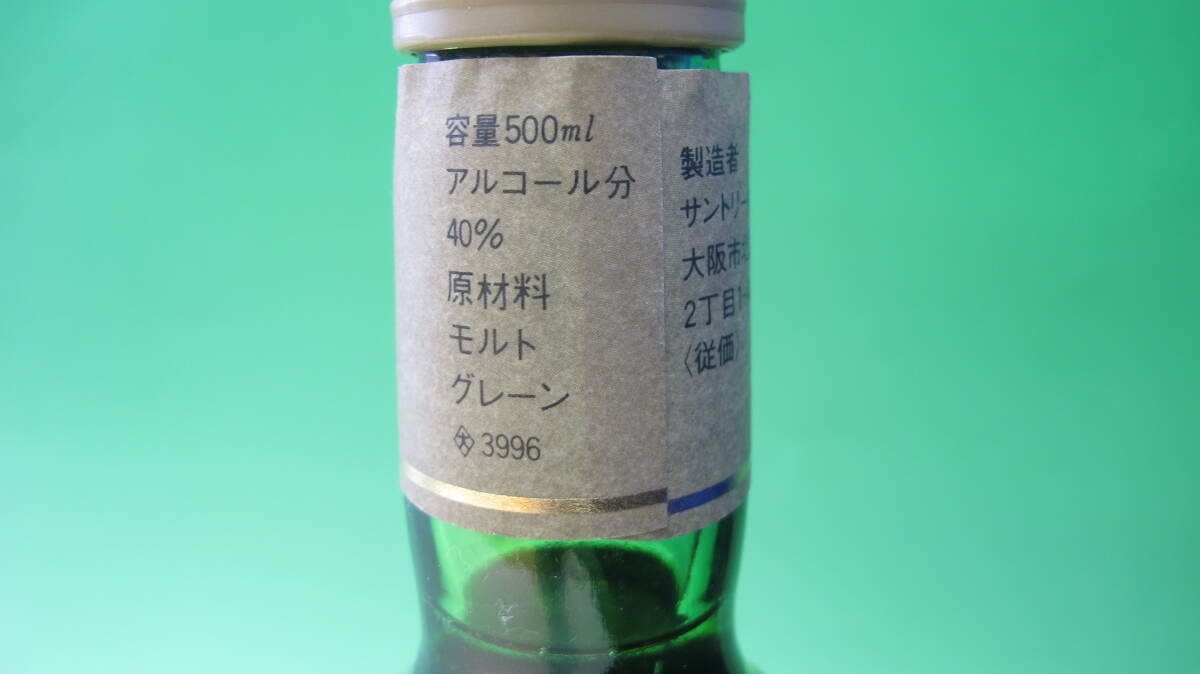 容量500ml
アルコール分
40%
原材料
モルト
グレーン
大 3996
製造者
サントリー
大阪市
2丁目1
〈従価〉